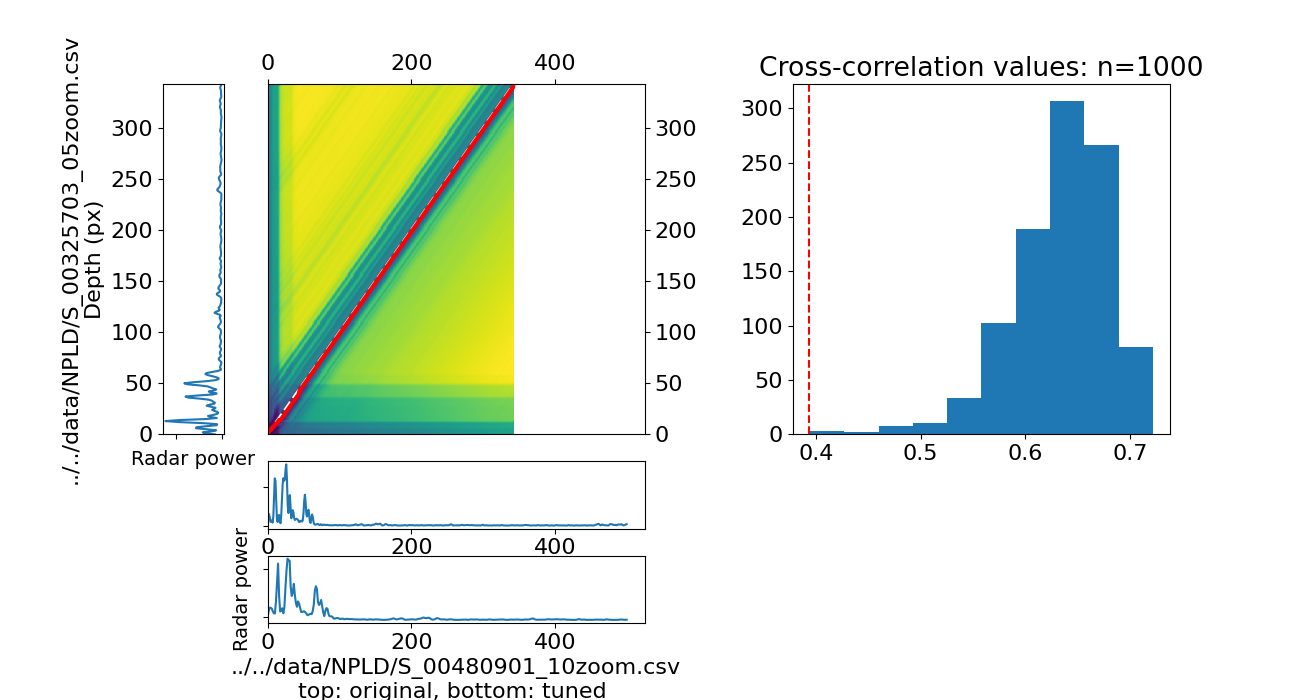 0 200 400
Cross-correlation values: n=1000
../../data/NPLD/S_00325703_05zoom.csv
Depth (px)
300
250
200
150
100
50
0
300
250
200
150
100
50
0
300
250
200
150
100
50
0
0.4 0.5 0.6 0.7
Radar power
0 200 400
Radar power
0 200 400
../../data/NPLD/S_00480901_10zoom.csv
top: original, bottom: tuned